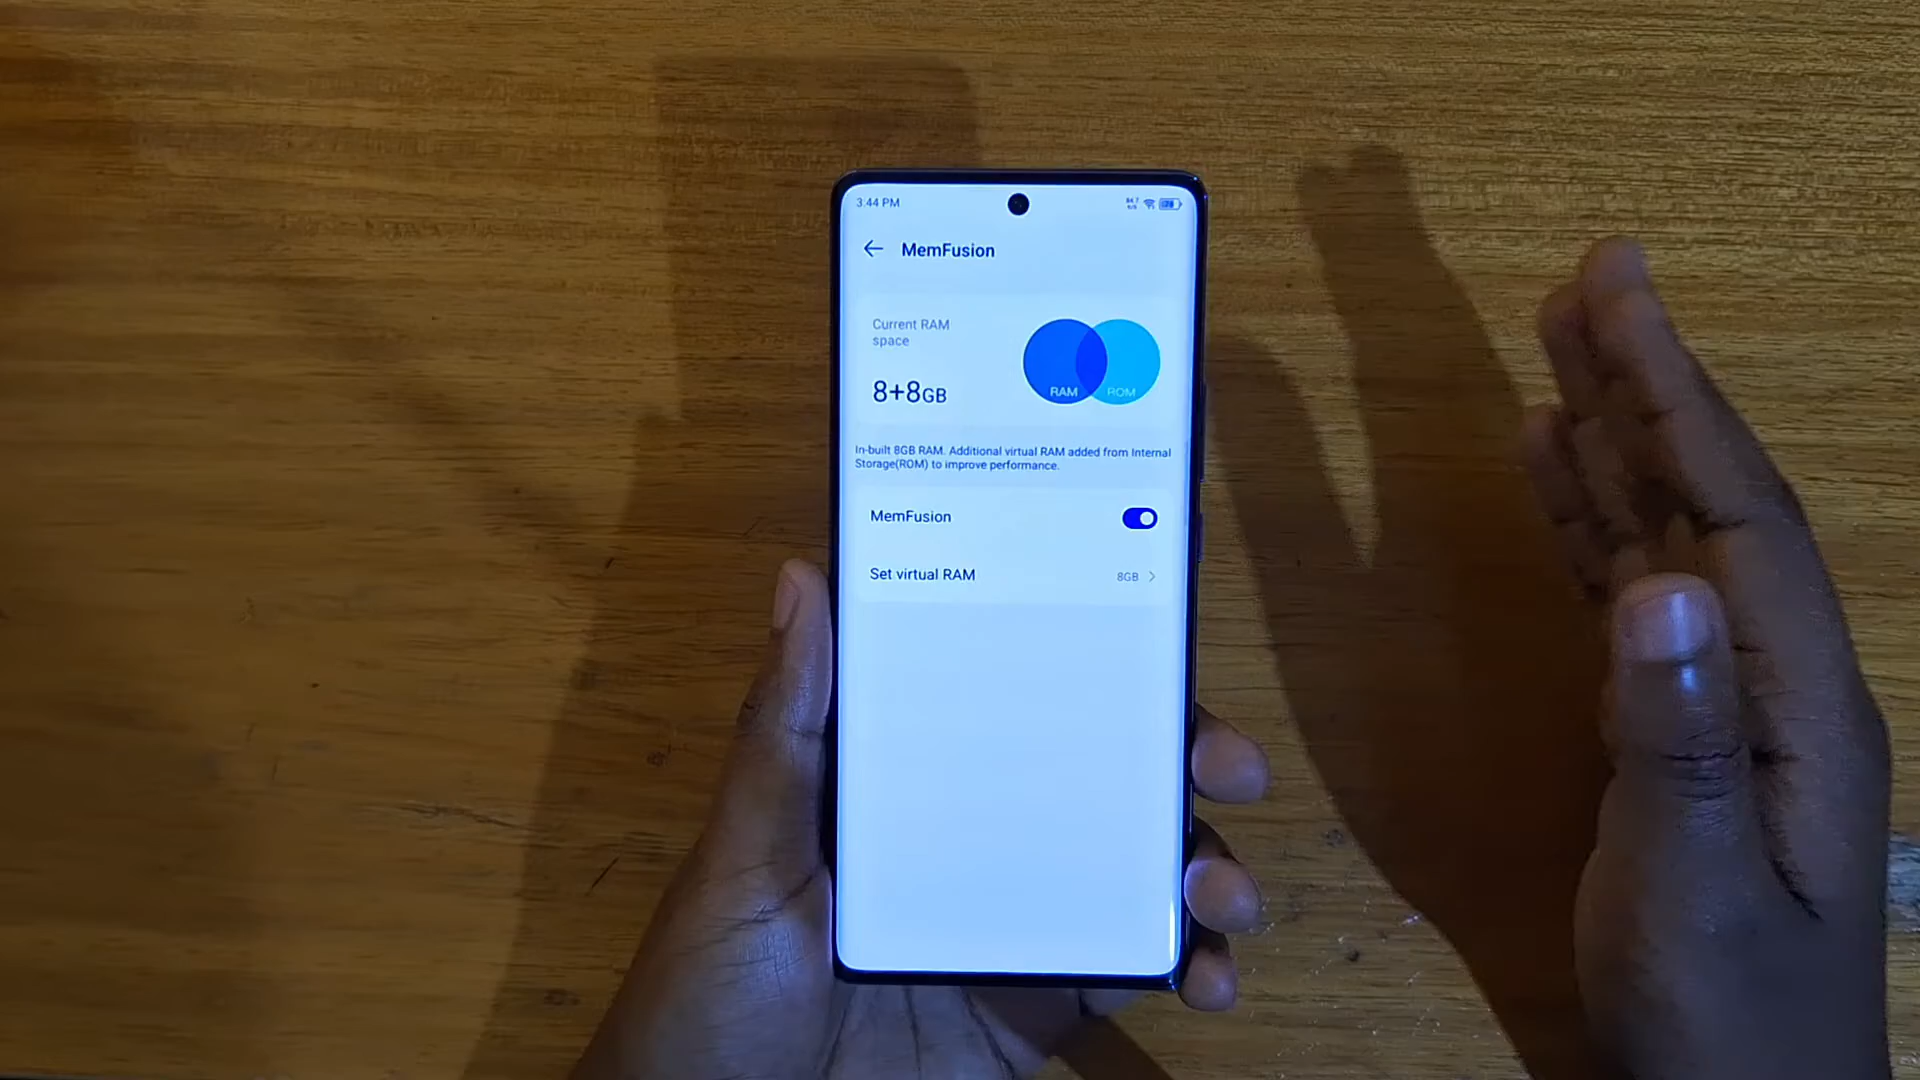 3:44 PM
MemFusion
Current RAM
space
8+8GB
RAM
ROM
In-built 8GB RAM. Additional virtual RAM added from Internal
Storage(ROM) to improve performance.
MemFusion
Set virtual RAM
8GB